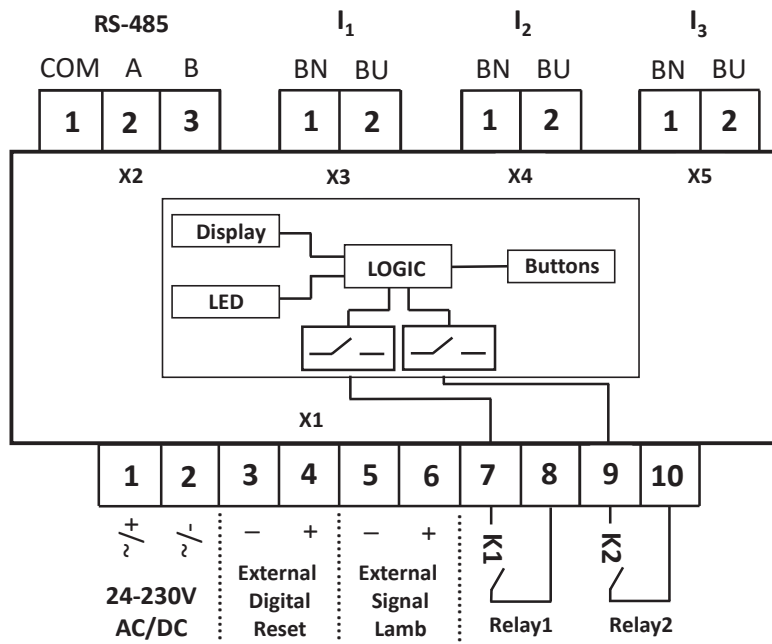 RS-485 I1 I2 I3
COM A B BN BU BN BU BN BU
1 2 3 1 2 1 2 1 2
X2 X3 X4 X5
Display
LOGIC
Buttons
LED
X1
1 2 3 4 5 6 7 8 9 10
~/+ ~/- – + – + K1 K2
24-230V
AC/DC
External
Digital
Reset
External
Signal
Lamb
Relay1
Relay2